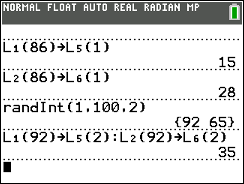 NORMAL FLOAT AUTO REAL RADIAN MP
L₁(86)→L₅(1)
15
L₂(86)→L₆(1)
28
randInt(1,100,2)
{92 65}
L₁(92)→L₅(2):L₂(92)→L₆(2)
35